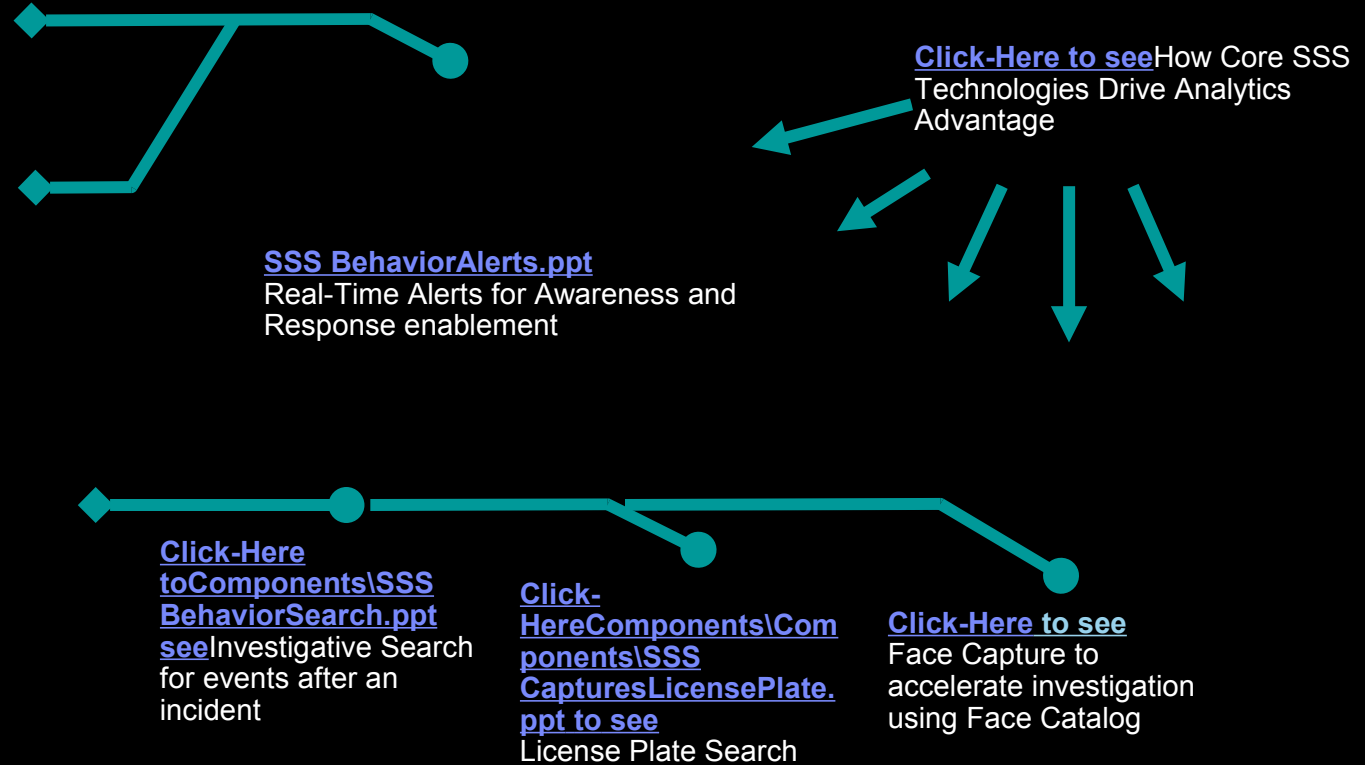 Click-Here to seeHow Core SSS
Technologies Drive Analytics
Advantage
SSS BehaviorAlerts.ppt
Real-Time Alerts for Awareness and
Response enablement
Click-Here
toComponents\SSS
BehaviorSearch.ppt
seeInvestigative Search
for events after an
incident
Click-
HereComponents\Com
ponents\SSS
CapturesLicensePlate.
ppt to see
License Plate Search
Click-Here to see
Face Capture to
accelerate investigation
using Face Catalog